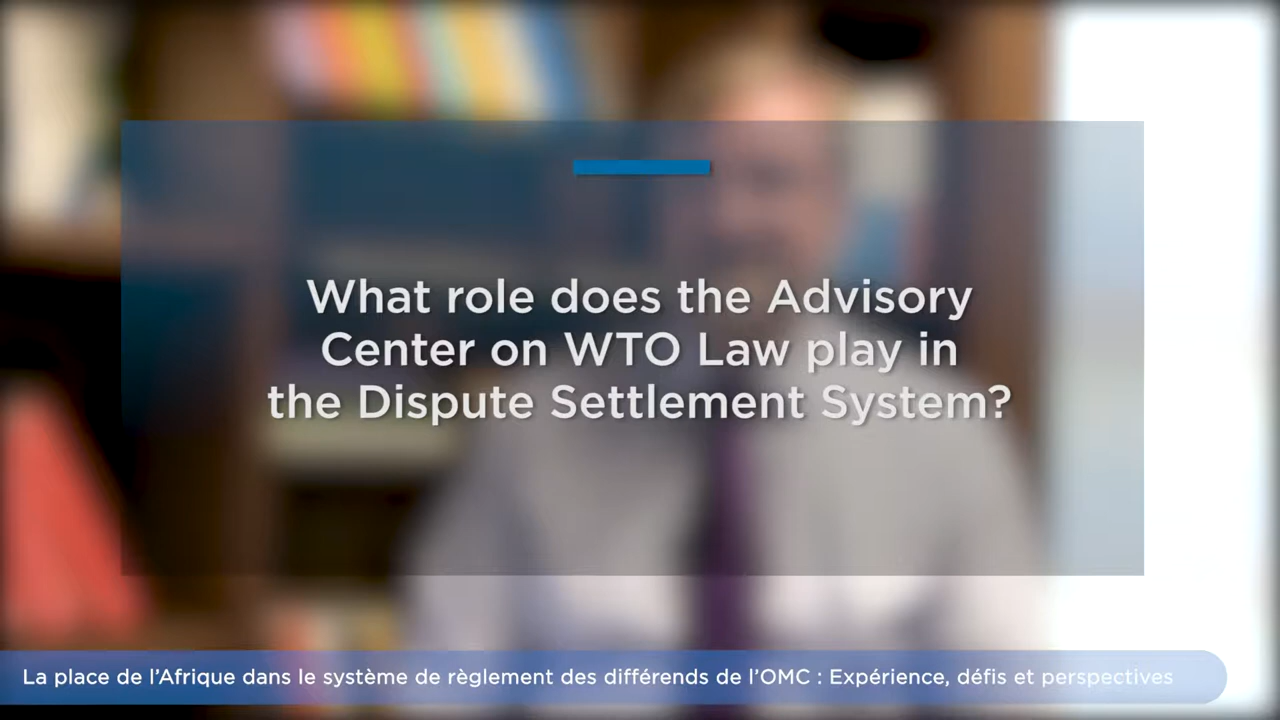 What role does the Advisory
Center on WTO Law play in
the Dispute Settlement System?
La place de l'Afrique dans le système de règlement des différends de l'OMC : Expérience, défis et perspectives